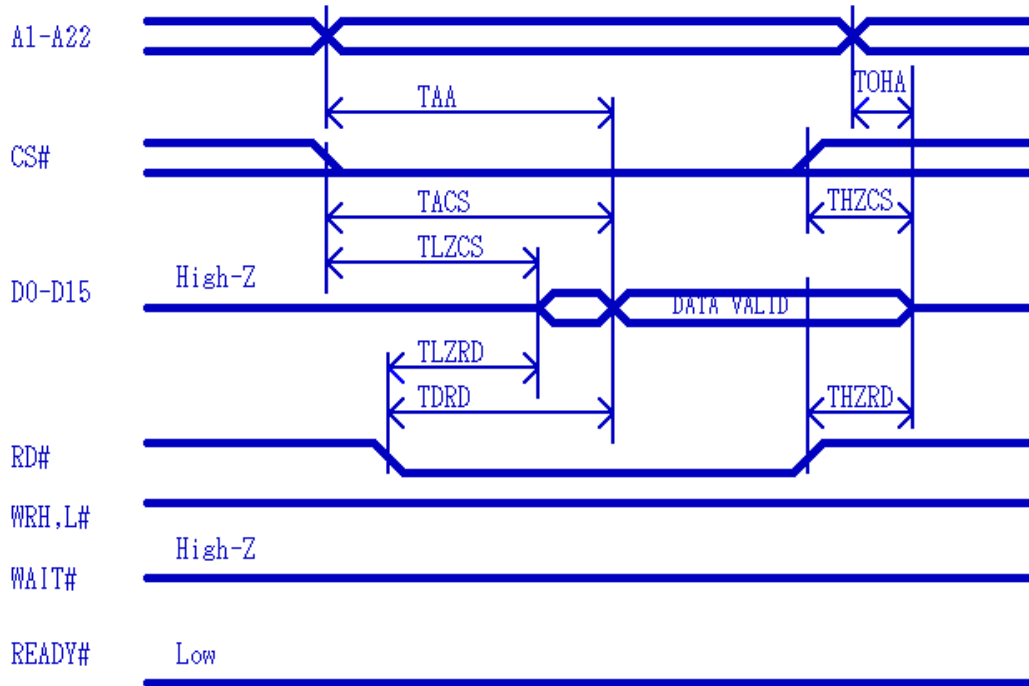 A1-A22
TOHA
TAA
CS#
TACS
THZCS
TLZCS
High-Z
D0-D15
DATA VALID
TLZRD
TDRD
THZRD
RD#
WRH,L#
High-Z
WAIT#
READY#
Low